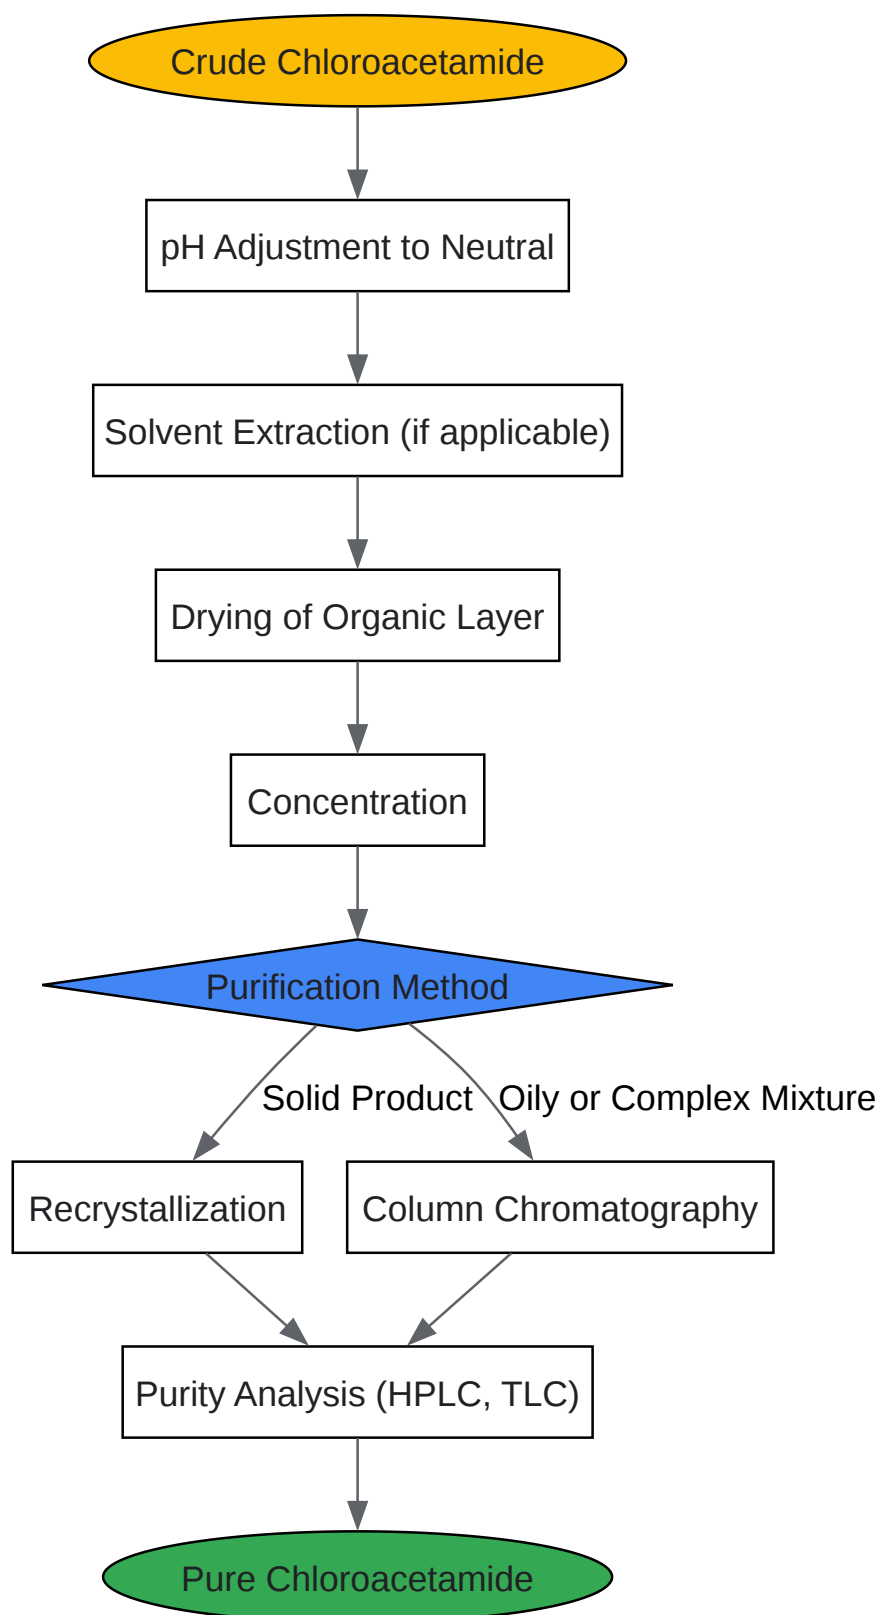 Crude Chloroacetamide
pH Adjustment to Neutral
Solvent Extraction (if applicable)
Drying of Organic Layer
Concentration
Purification Method
Solid Product
Oily or Complex Mixture
Recrystallization
Column Chromatography
Purity Analysis (HPLC, TLC)
Pure Chloroacetamide